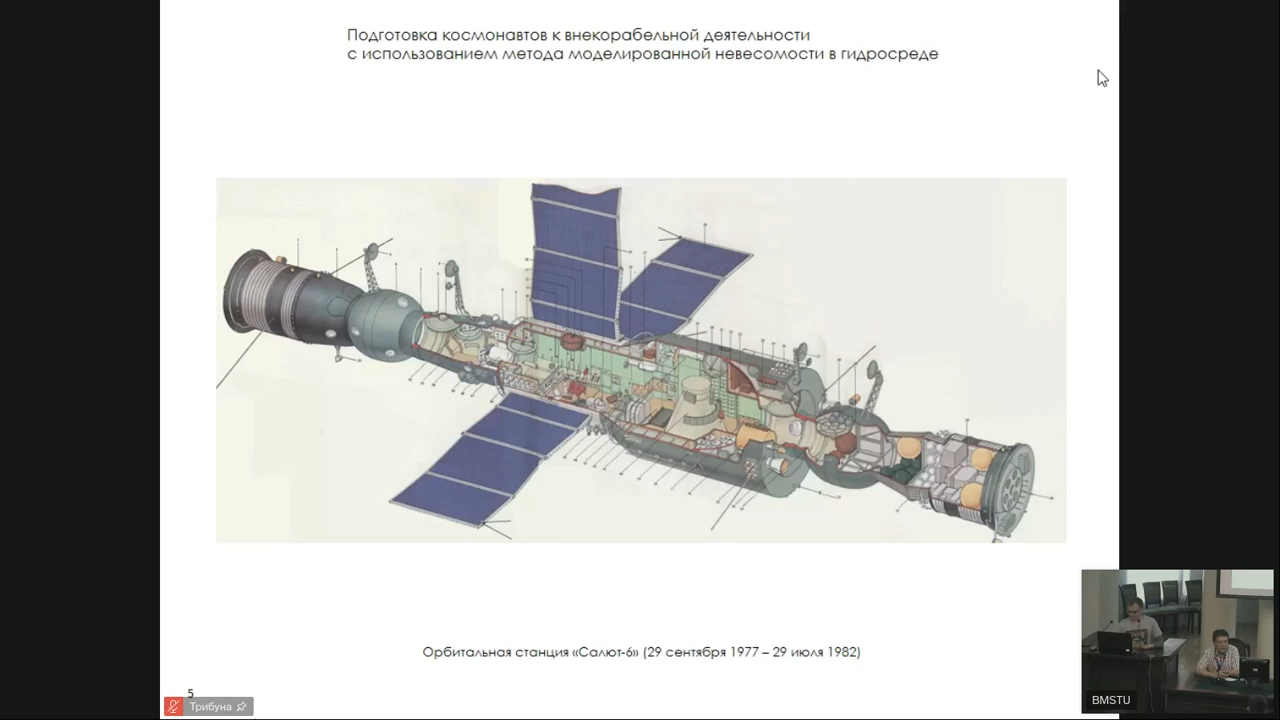 Подготовка космонавтов к внекорабельной деятельности
с использованием метода моделированной невесомости в гидросреде
Орбитальная станция «Салют-6» (29 сентября 1977 – 29 июля 1982)
5
Трибуна
BMSTU